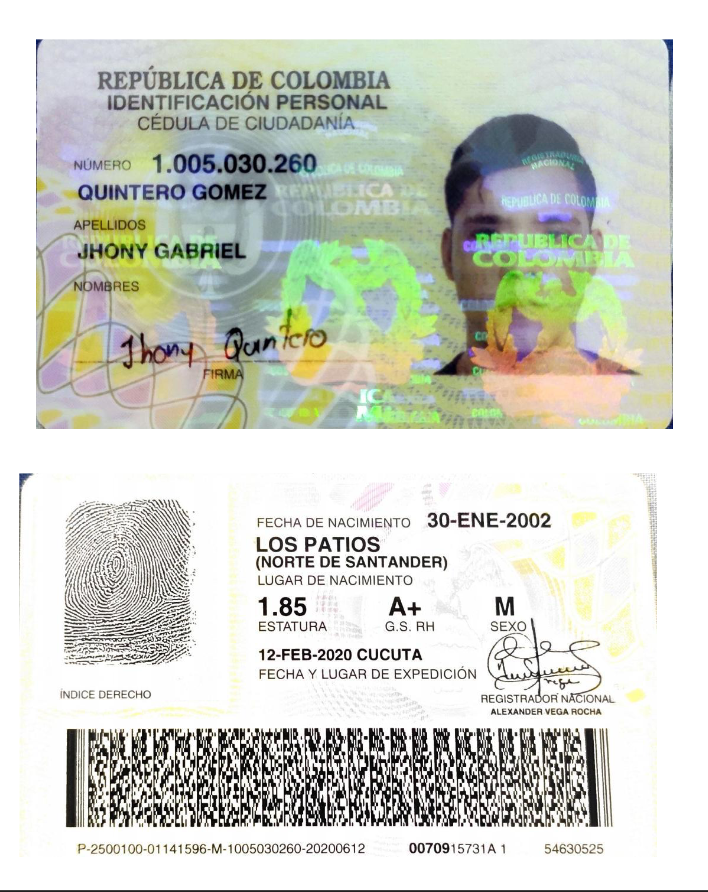 REPÚBLICA DE COLOMBIA
IDENTIFICACIÓN PERSONAL
CÉDULA DE CIUDADANÍA
NÚMERO 1.005.030.260
QUINTERO GOMEZ
APELLIDOS
JHONY GABRIEL
NOMBRES
Jhony Quintero
FIRMA
REGISTRADURIA
NACIONAL
REPUBLICA DE COLOMBIA
REPUBLICA DE
COLOMBIA
REPUBLICA DE
COLOMBIA
FECHA DE NACIMIENTO 30-ENE-2002
LOS PATIOS
(NORTE DE SANTANDER)
LUGAR DE NACIMIENTO
1.85 A+ M
ESTATURA G.S. RH SEXO
12-FEB-2020 CUCUTA
FECHA Y LUGAR DE EXPEDICIÓN
ÍNDICE DERECHO
REGISTRADOR NACIONAL
ALEXANDER VEGA ROCHA
P-2500100-01141596-M-1005030260-20200612 0070915731A 1 54630525